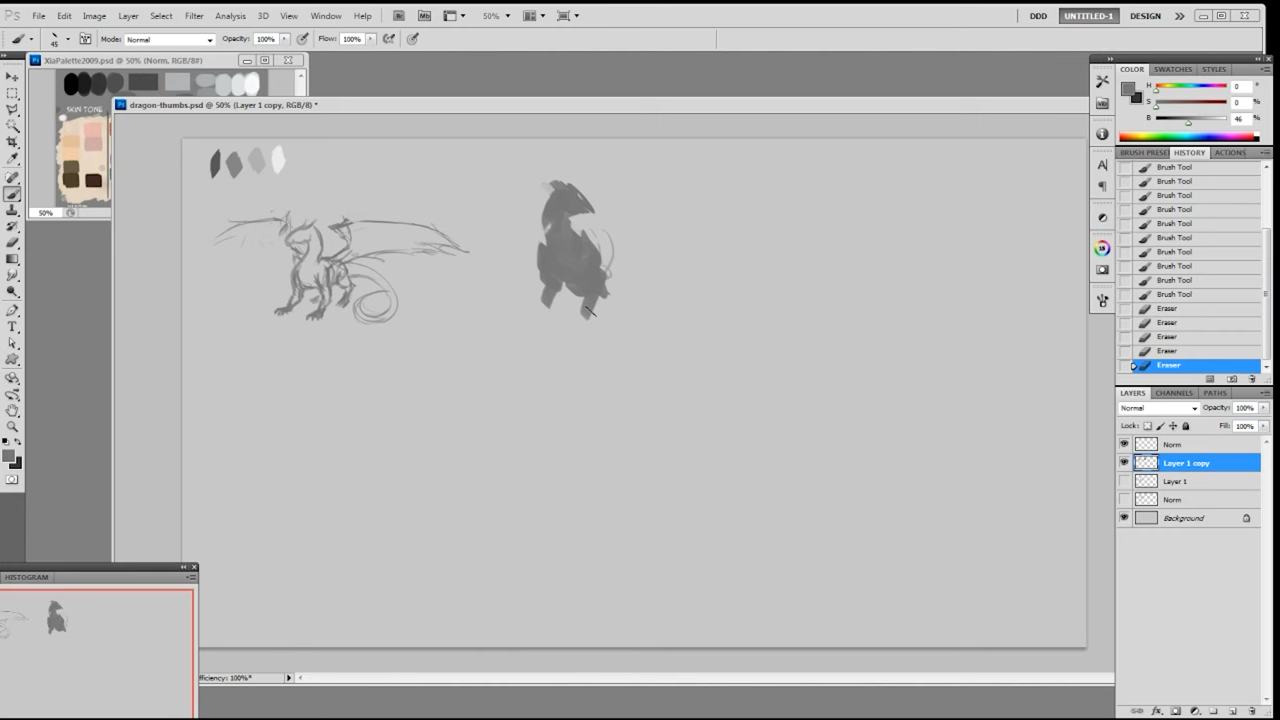 Ps File Edit Image Layer Select Filter Analysis 3D View Window Help Br Mb 50% DDD UNTITLED-1 DESIGN
45 Mode: Normal Opacity: 100% Flow: 100%
XiaPalette2009.psd @ 50% (Norm, RGB/8#)
SKIN TONE
50%
dragon-thumbs.psd @ 50% (Layer 1 copy, RGB/8) *
COLOR SWATCHES STYLES
H 0 °
S 0 %
B 46 %
BRUSH PRESE HISTORY ACTIONS
Brush Tool
Brush Tool
Brush Tool
Brush Tool
Brush Tool
Brush Tool
Brush Tool
Brush Tool
Brush Tool
Brush Tool
Eraser
Eraser
Eraser
Eraser
Eraser
LAYERS CHANNELS PATHS
Normal Opacity: 100%
Lock: Fill: 100%
Norm
Layer 1 copy
Layer 1
Norm
Background
HISTOGRAM
fficiency: 100%*